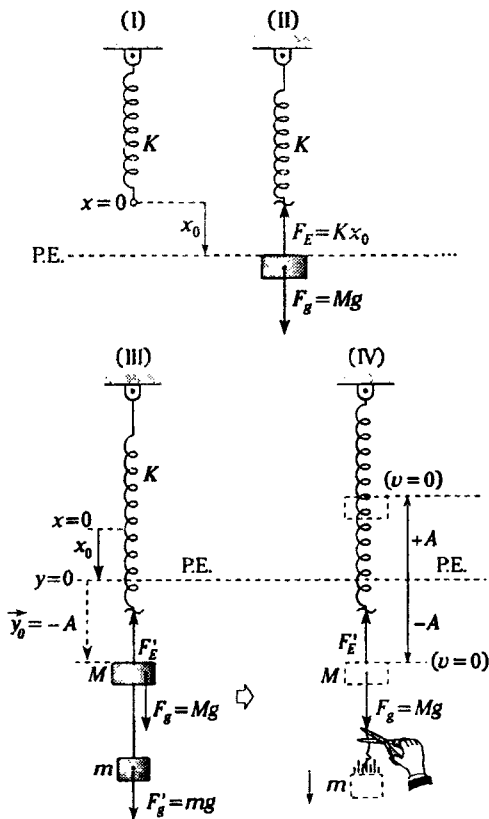 (I)
(II)
K
K
x=0
x₀
F_E = Kx₀
P.E.
F_g = Mg
(III)
(IV)
K
(v=0)
x=0
x₀
+A
y=0
P.E.
P.E.
y⃗₀ = −A
−A
F'_E
F'_E
M
M
(v=0)
F_g = Mg
F_g = Mg
m
m
F'_g = mg